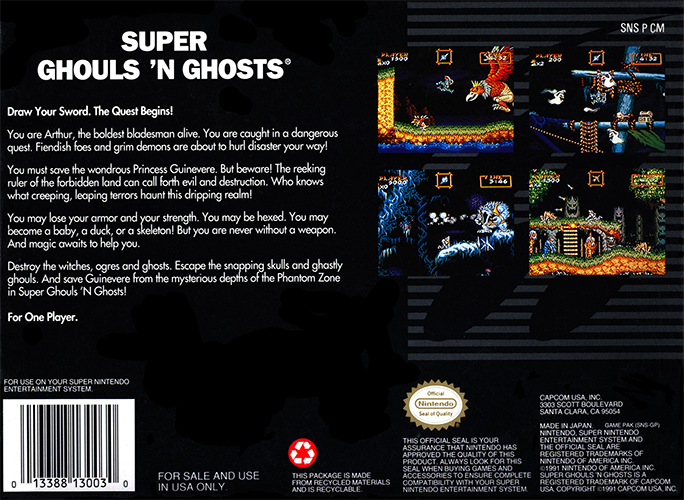 SNS P CM
SUPER
GHOULS 'N GHOSTS®
Draw Your Sword. The Quest Begins!
You are Arthur, the boldest bladesman alive. You are caught in a dangerous
quest. Fiendish foes and grim demons are about to hurl disaster your way!
You must save the wondrous Princess Guinevere. But beware! The reeking
ruler of the forbidden land can call forth evil and destruction. Who knows
what creeping, leaping terrors haunt this dripping realm!
You may lose your armor and your strength. You may be hexed. You may
become a baby, a duck, or a skeleton! But you are never without a weapon.
And magic awaits to help you.
Destroy the witches, ogres and ghosts. Escape the snapping skulls and ghastly
ghouls. And save Guinevere from the mysterious depths of the Phantom Zone
in Super Ghouls 'N Ghosts!
For One Player.
FOR USE ON YOUR SUPER NINTENDO
ENTERTAINMENT SYSTEM.
0 13388 13003 0
FOR SALE AND USE
IN USA ONLY
THIS PACKAGE IS MADE
FROM RECYCLED MATERIALS
AND IS RECYCLABLE.
Official
Nintendo
Seal of Quality
THIS OFFICIAL SEAL IS YOUR
ASSURANCE THAT NINTENDO HAS
APPROVED THE QUALITY OF THIS
PRODUCT. ALWAYS LOOK FOR THIS
SEAL WHEN BUYING GAMES AND
ACCESSORIES TO ENSURE COMPLETE
COMPATIBILITY WITH YOUR SUPER
NINTENDO ENTERTAINMENT SYSTEM.
CAPCOM USA, INC.
3303 SCOTT BOULEVARD
SANTA CLARA, CA 95054
MADE IN JAPAN. GAME PAK (SNS-GP)
NINTENDO, SUPER NINTENDO
ENTERTAINMENT SYSTEM AND
THE OFFICIAL SEAL ARE
REGISTERED TRADEMARKS OF
NINTENDO OF AMERICA INC.
©1991 NINTENDO OF AMERICA INC.
SUPER GHOULS'N GHOSTS IS A
REGISTERED TRADEMARK OF CAPCOM
USA. COPYRIGHT ©1991 CAPCOM USA, INC.